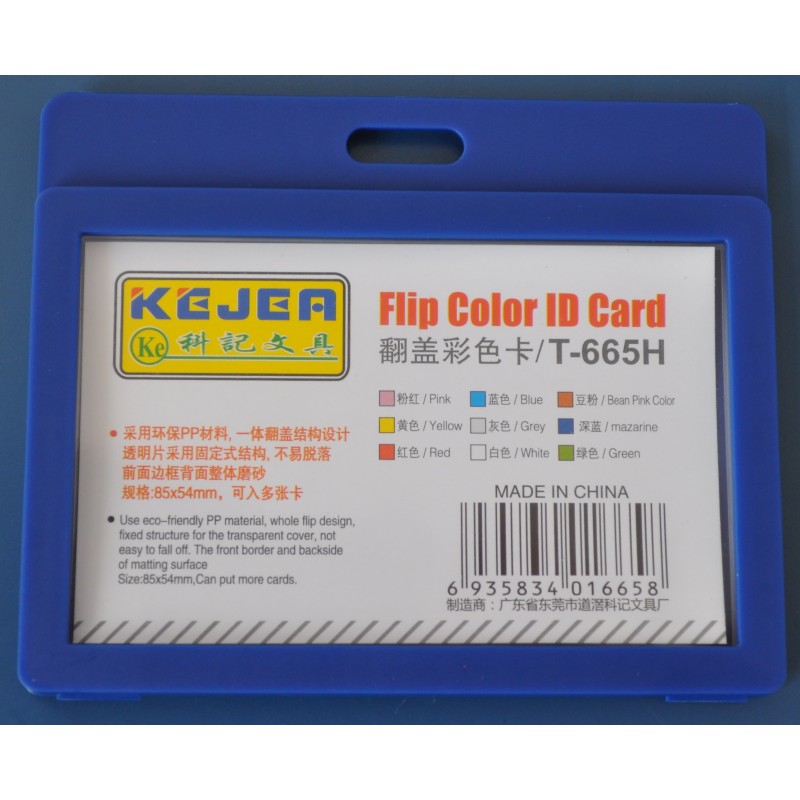 KEJEA
Ke 科記文具
Flip Color ID Card
翻盖彩色卡/T-665H
粉红 / Pink 蓝色 / Blue 豆粉 / Bean Pink Color
黄色 / Yellow 灰色 / Grey 深蓝 / mazarine
红色 / Red 白色 / White 绿色 / Green
• 采用环保PP材料, 一体翻盖结构设计
透明片采用固定式结构, 不易脱落
前面边框背面整体磨砂
规格:85x54mm，可入多张卡
• Use eco-friendly PP material, whole flip design,
fixed structure for the transparent cover, not
easy to fall off. The front border and backside
of matting surface
Size:85x54mm,Can put more cards.
MADE IN CHINA
6 935834 016658
制造商：广东省东莞市道滘科记文具厂